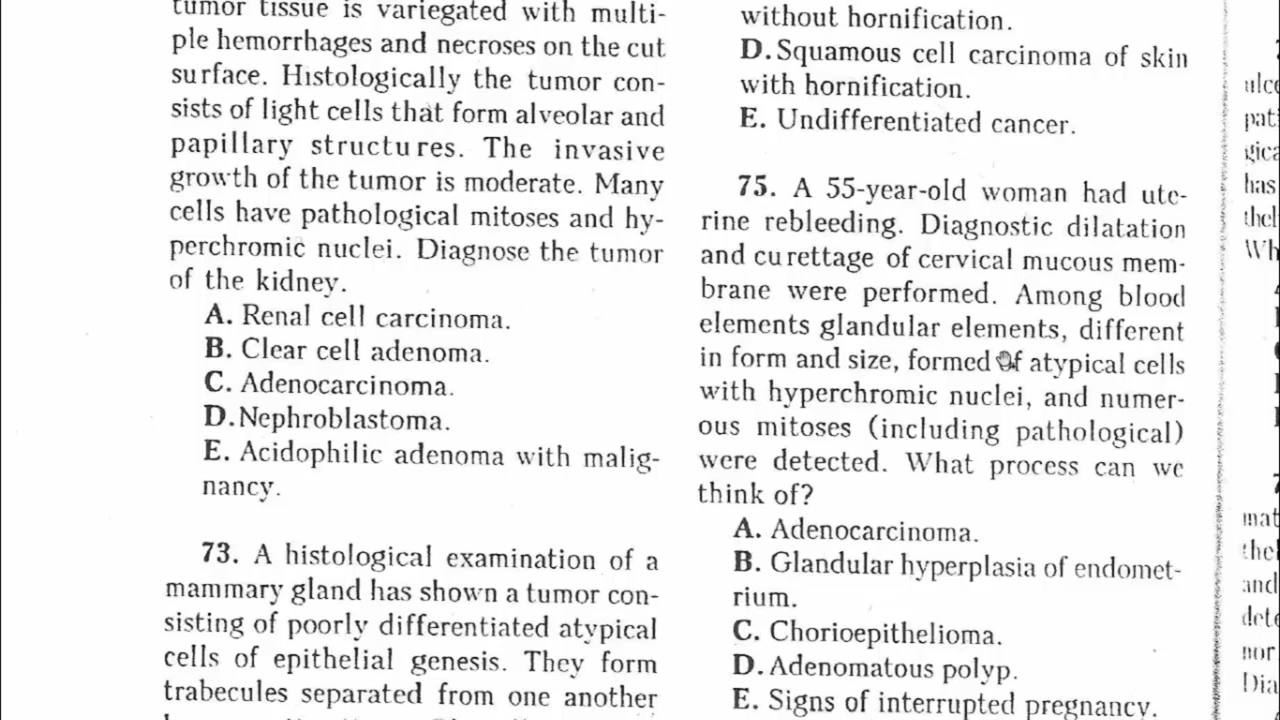 tumor tissue is variegated with multi-
ple hemorrhages and necroses on the cut
surface. Histologically the tumor con-
sists of light cells that form alveolar and
papillary structures. The invasive
growth of the tumor is moderate. Many
cells have pathological mitoses and hy-
perchromic nuclei. Diagnose the tumor
of the kidney.
A. Renal cell carcinoma.
B. Clear cell adenoma.
C. Adenocarcinoma.
D. Nephroblastoma.
E. Acidophilic adenoma with malig-
nancy.
73. A histological examination of a
mammary gland has shown a tumor con-
sisting of poorly differentiated atypical
cells of epithelial genesis. They form
trabecules separated from one another
without hornification.
D. Squamous cell carcinoma of skin
with hornification.
E. Undifferentiated cancer.
75. A 55-year-old woman had ute-
rine rebleeding. Diagnostic dilatation
and curettage of cervical mucous mem-
brane were performed. Among blood
elements glandular elements, different
in form and size, formed of atypical cells
with hyperchromic nuclei, and numer-
ous mitoses (including pathological)
were detected. What process can we
think of?
A. Adenocarcinoma.
B. Glandular hyperplasia of endomet-
rium.
C. Chorioepithelioma.
D. Adenomatous polyp.
E. Signs of interrupted pregnancy.
has
and
nor